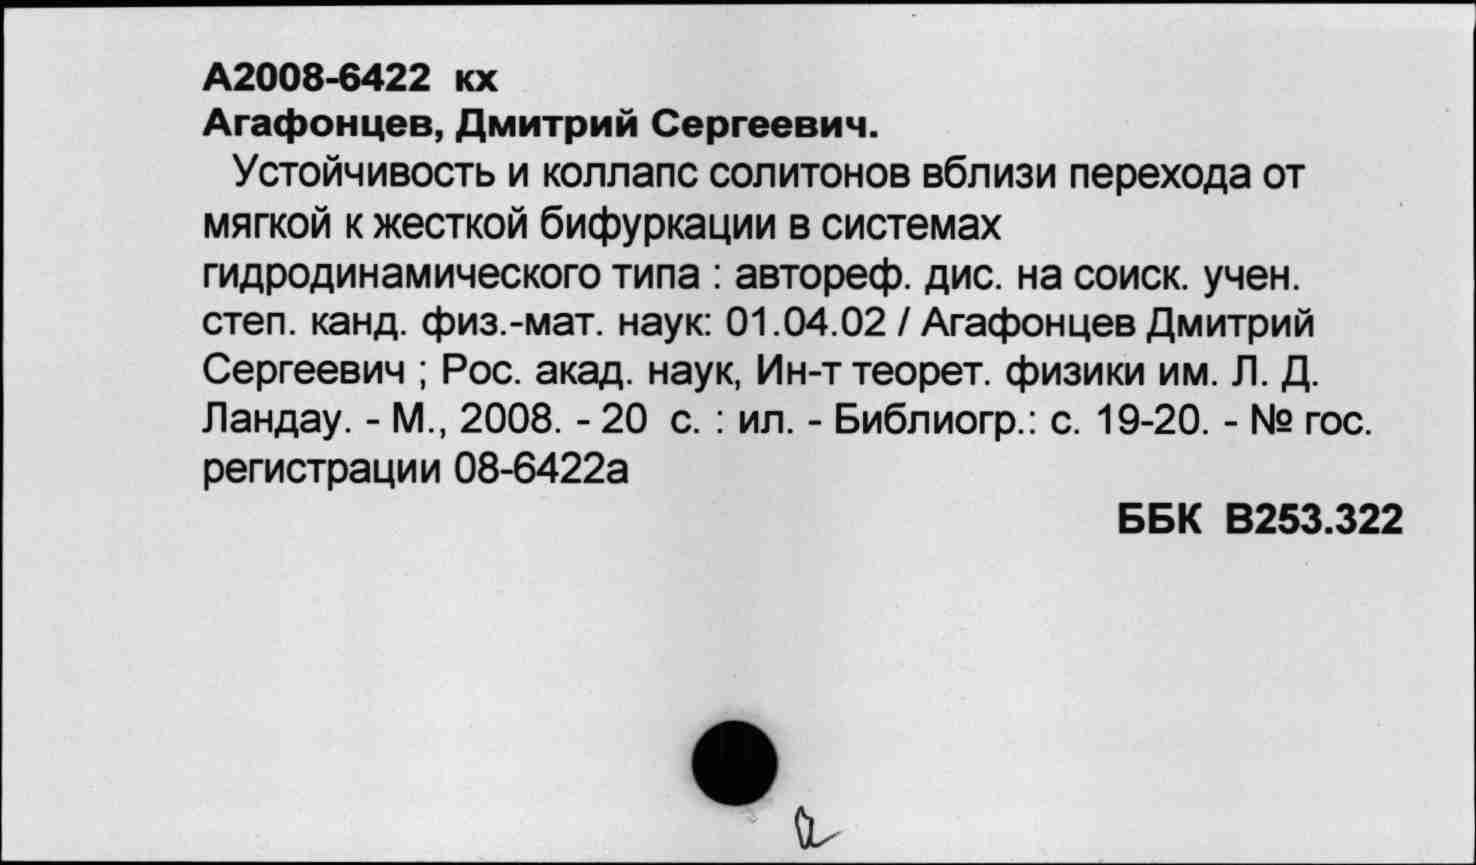 А2008-6422 кх
Агафонцев, Дмитрий Сергеевич.
Устойчивость и коллапс солитонов вблизи перехода от
мягкой к жесткой бифуркации в системах
гидродинамического типа : автореф. дис. на соиск. учен.
степ. канд. физ.-мат. наук: 01.04.02 / Агафонцев Дмитрий
Сергеевич ; Рос. акад. наук, Ин-т теорет. физики им. Л. Д.
Ландау. - М., 2008. - 20 с. : ил. - Библиогр.: с. 19-20. - № гос.
регистрации 08-6422а
ББК В253.322